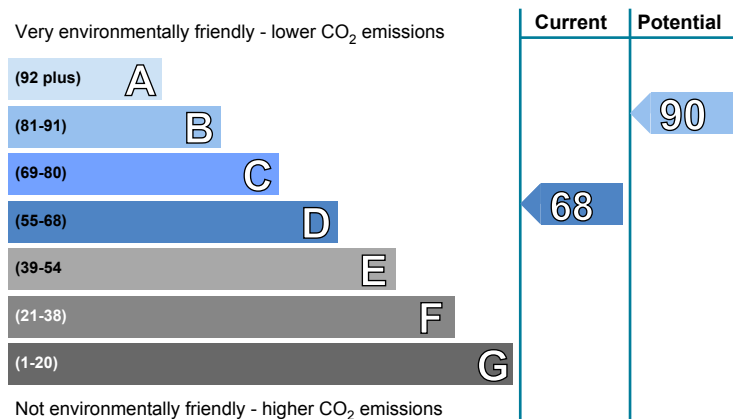 Very environmentally friendly - lower CO2 emissions
Current
Potential
(92 plus) A
(81-91) B
(69-80) C
(55-68) D
(39-54 E
(21-38) F
(1-20) G
90
68
Not environmentally friendly - higher CO2 emissions